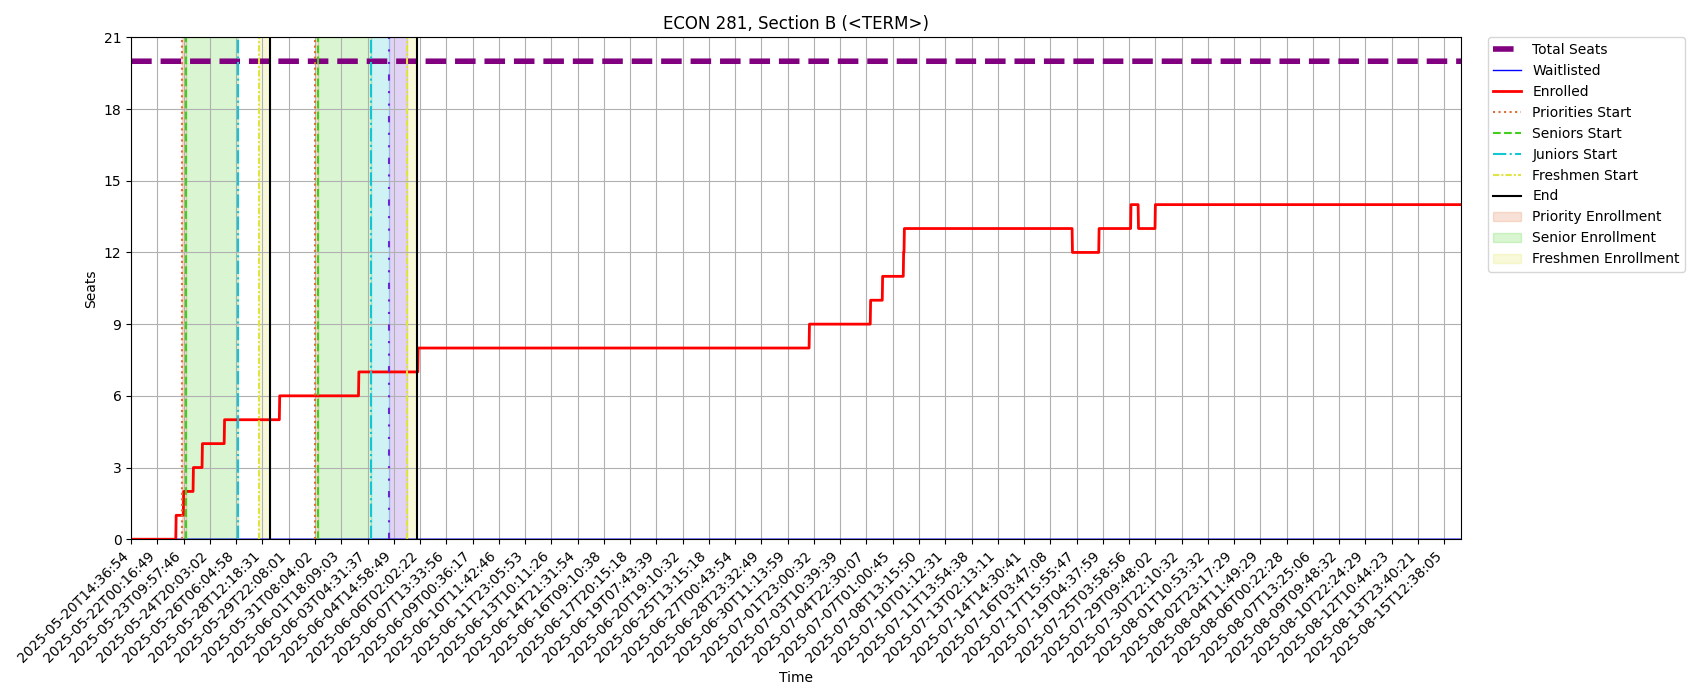 ECON 281, Section B (<TERM>)
21
18
15
12
9
6
3
0
Seats
2025-05-20T14:36:54
2025-05-22T00:16:49
2025-05-23T09:57:46
2025-05-24T20:03:02
2025-05-26T06:04:58
2025-05-28T12:18:31
2025-05-29T22:08:01
2025-05-31T08:04:02
2025-06-01T18:09:03
2025-06-03T04:31:37
2025-06-04T14:58:49
2025-06-06T02:02:22
2025-06-07T13:33:56
2025-06-09T00:36:17
2025-06-10T11:42:46
2025-06-11T23:05:53
2025-06-13T10:11:26
2025-06-14T21:31:54
2025-06-16T09:10:38
2025-06-17T20:15:18
2025-06-19T07:43:39
2025-06-20T19:10:32
2025-06-25T13:15:18
2025-06-27T00:43:54
2025-06-28T23:32:49
2025-06-30T11:13:59
2025-07-01T23:00:32
2025-07-03T10:39:39
2025-07-04T22:30:07
2025-07-07T01:00:45
2025-07-08T13:15:50
2025-07-10T01:12:31
2025-07-11T13:54:38
2025-07-13T02:13:11
2025-07-14T14:30:41
2025-07-16T03:47:08
2025-07-17T15:55:47
2025-07-19T04:37:59
2025-07-25T03:58:56
2025-07-29T09:48:02
2025-07-30T22:10:32
2025-08-01T10:53:32
2025-08-02T23:17:29
2025-08-04T11:49:29
2025-08-06T00:22:28
2025-08-07T13:25:06
2025-08-09T09:48:32
2025-08-10T22:24:29
2025-08-12T10:44:23
2025-08-13T23:40:21
2025-08-15T12:38:05
Time
Total Seats
Waitlisted
Enrolled
Priorities Start
Seniors Start
Juniors Start
Freshmen Start
End
Priority Enrollment
Senior Enrollment
Freshmen Enrollment